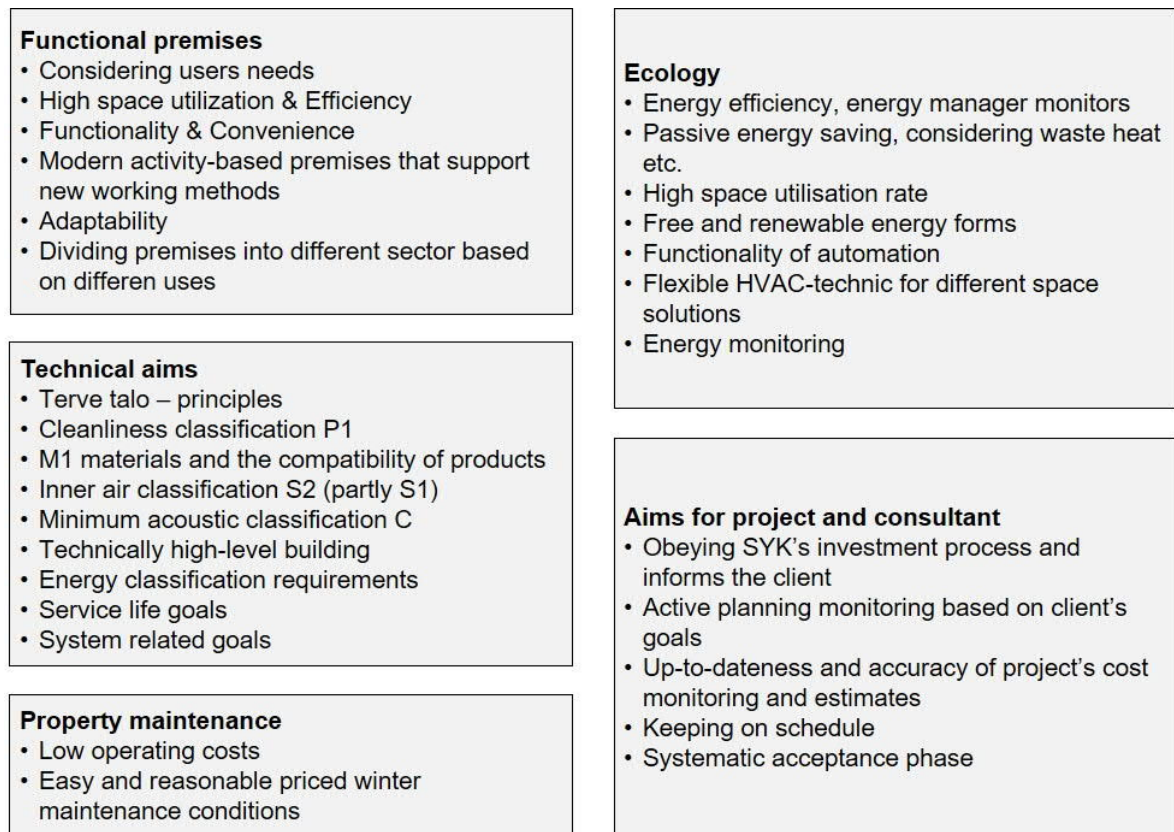 Functional premises
• Considering users needs
• High space utilization & Efficiency
• Functionality & Convenience
• Modern activity-based premises that support
new working methods
• Adaptability
• Dividing premises into different sector based
on differen uses
Technical aims
• Terve talo – principles
• Cleanliness classification P1
• M1 materials and the compatibility of products
• Inner air classification S2 (partly S1)
• Minimum acoustic classification C
• Technically high-level building
• Energy classification requirements
• Service life goals
• System related goals
Property maintenance
• Low operating costs
• Easy and reasonable priced winter
maintenance conditions
Ecology
• Energy efficiency, energy manager monitors
• Passive energy saving, considering waste heat
etc.
• High space utilisation rate
• Free and renewable energy forms
• Functionality of automation
• Flexible HVAC-technic for different space
solutions
• Energy monitoring
Aims for project and consultant
• Obeying SYK's investment process and
informs the client
• Active planning monitoring based on client's
goals
• Up-to-dateness and accuracy of project's cost
monitoring and estimates
• Keeping on schedule
• Systematic acceptance phase